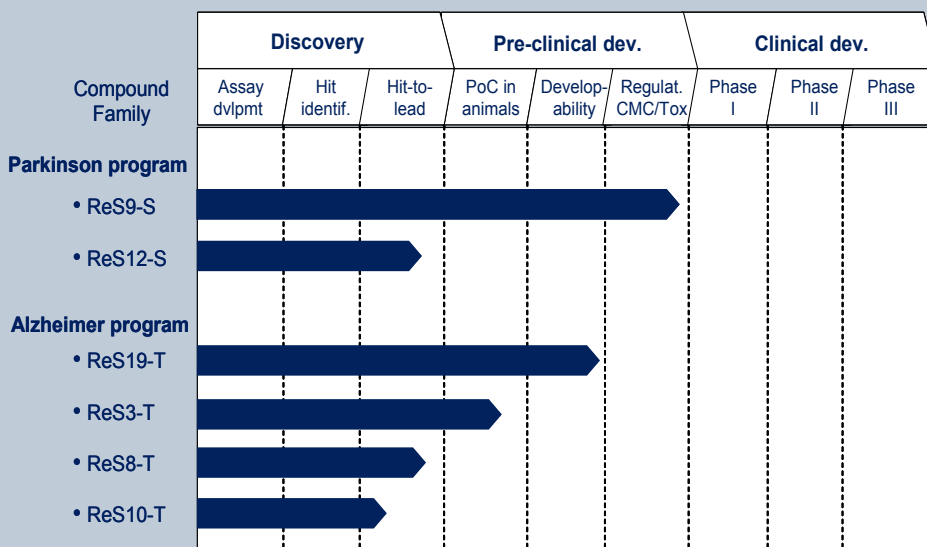 Discovery
Pre-clinical dev.
Clinical dev.
Compound
Family
Assay
dvlpmt
Hit
identif.
Hit-to-
lead
PoC in
animals
Develop-
ability
Regulat.
CMC/Tox
Phase
I
Phase
II
Phase
III
Parkinson program
• ReS9-S
• ReS12-S
Alzheimer program
• ReS19-T
• ReS3-T
• ReS8-T
• ReS10-T